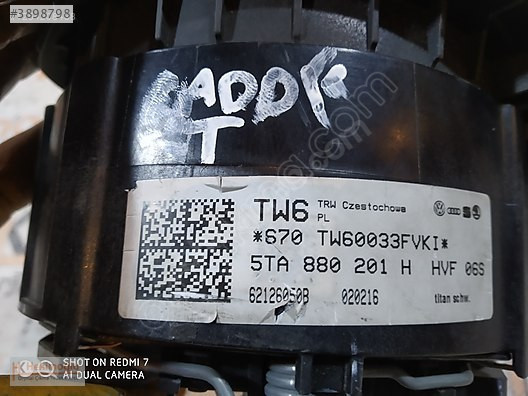 #3898798
CADDY
T
TW6 TRW Czestochowa
PL
*670 TW60033FVKI*
5TA 880 201 H HVF 06S
62126050B 020216 titan schw.
SHOT ON REDMI 7
AI DUAL CAMERA